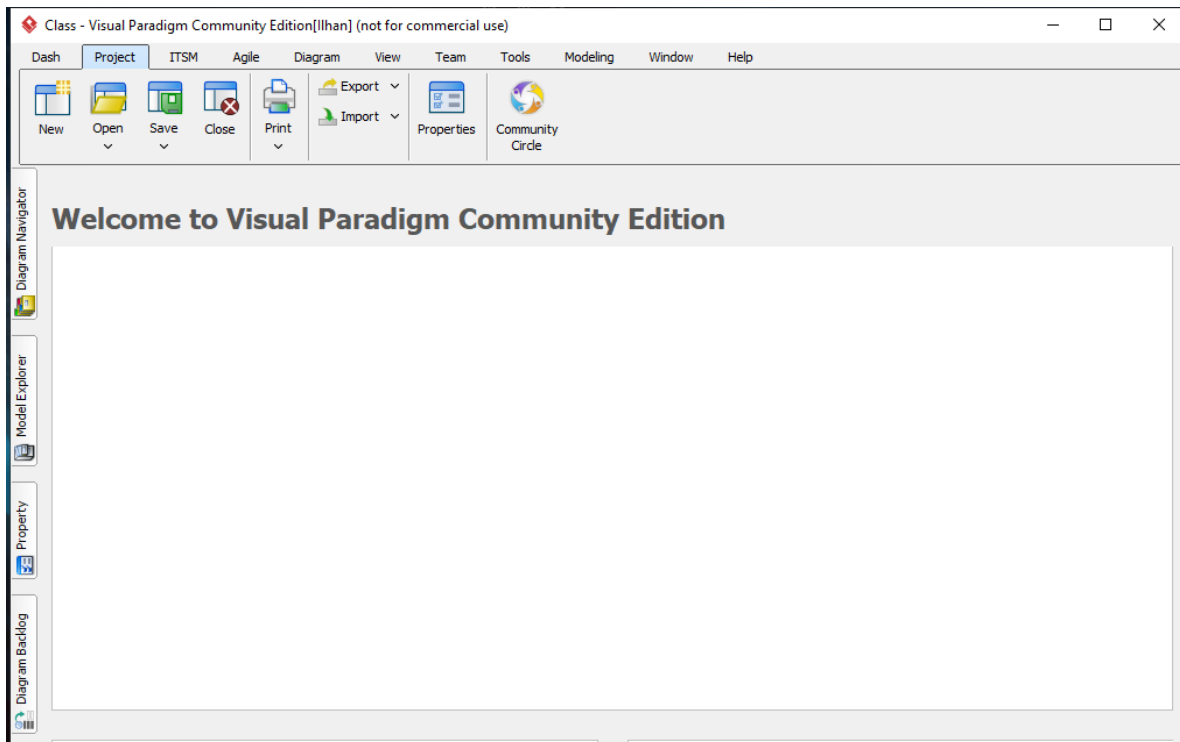 Class - Visual Paradigm Community Edition[Ilhan] (not for commercial use)
Dash Project ITSM Agile Diagram View Team Tools Modeling Window Help
New Open Save Close Print Export Import Properties Community Circle
Diagram Navigator
Welcome to Visual Paradigm Community Edition
Model Explorer
Property
Diagram Backlog